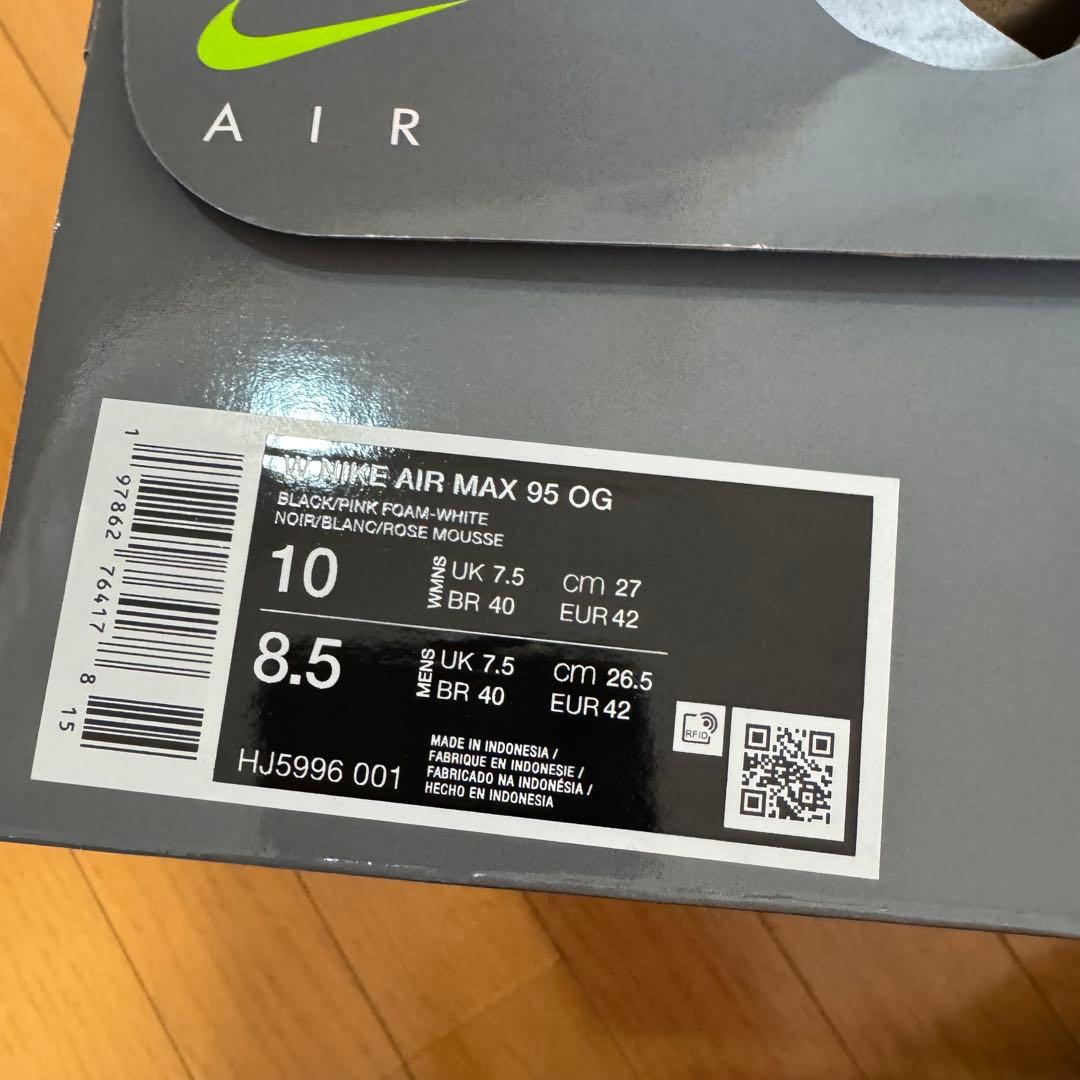 AIR
W NIKE AIR MAX 95 OG
BLACK/PINK FOAM-WHITE
NOIR/BLANC/ROSE MOUSSE
10
WMNS
UK 7.5 cm 27
BR 40 EUR 42
8.5
MENS
UK 7.5 cm 26.5
BR 40 EUR 42
HJ5996 001
MADE IN INDONESIA /
FABRIQUE EN INDONESIE /
FABRICADO NA INDONÉSIA /
HECHO EN INDONESIA
RFID
1 97862 76417 8 15